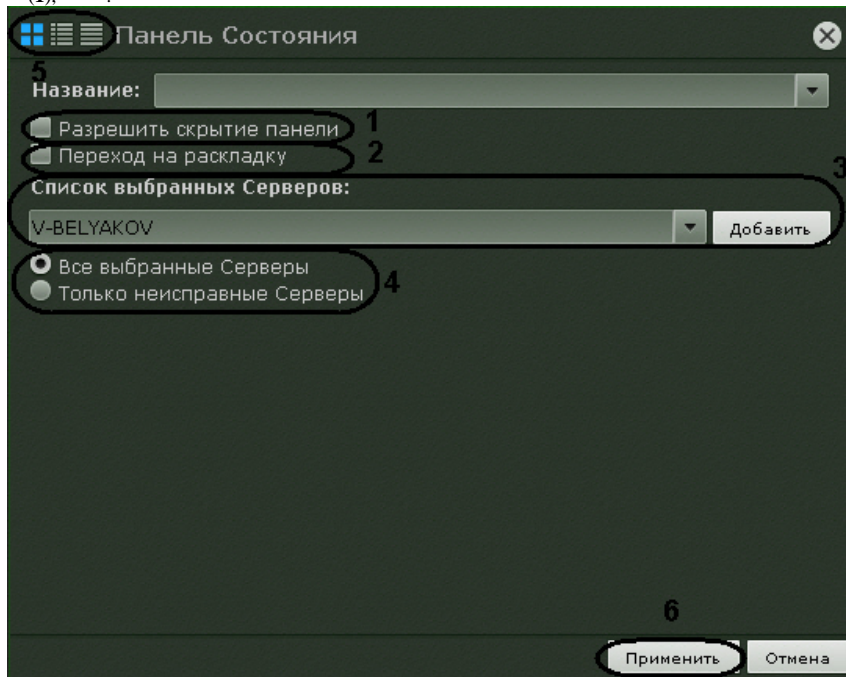 Панель Состояния
5
Название:
Разрешить скрытие панели 1
Переход на раскладку 2
3
Список выбранных Серверов:
V-BELYAKOV Добавить
Все выбранные Серверы
Только неисправные Серверы 4
6
Применить Отмена